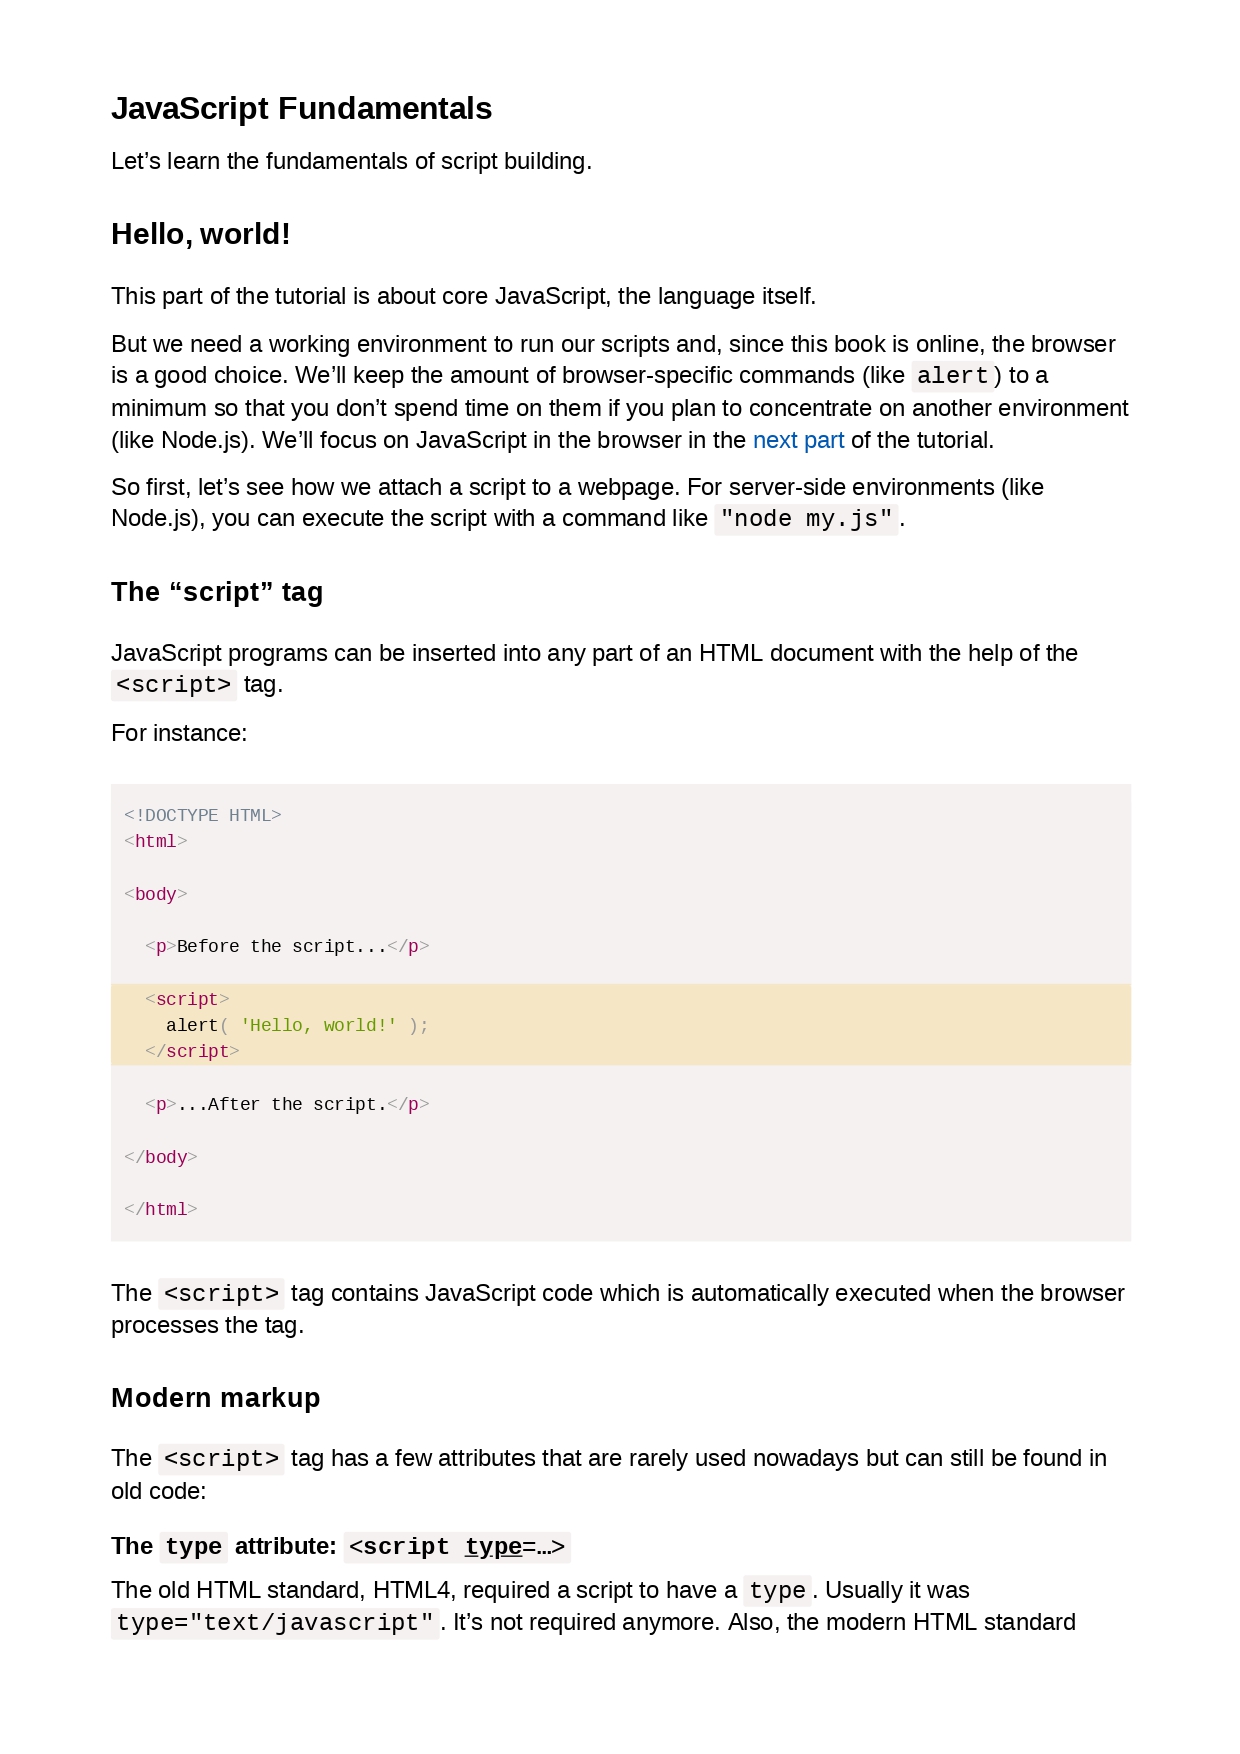 JavaScript Fundamentals
Let’s learn the fundamentals of script building.
Hello, world!
This part of the tutorial is about core JavaScript, the language itself.
But we need a working environment to run our scripts and, since this book is online, the browser
is a good choice. We’ll keep the amount of browser-specific commands (like alert) to a
minimum so that you don’t spend time on them if you plan to concentrate on another environment
(like Node.js). We’ll focus on JavaScript in the browser in the next part of the tutorial.
So first, let’s see how we attach a script to a webpage. For server-side environments (like
Node.js), you can execute the script with a command like "node my.js".
The “script” tag
JavaScript programs can be inserted into any part of an HTML document with the help of the
<script> tag.
For instance:
<!DOCTYPE HTML>
<html>
<body>
  <p>Before the script...</p>
  <script>
    alert( 'Hello, world!' );
  </script>
  <p>...After the script.</p>
</body>
</html>
The <script> tag contains JavaScript code which is automatically executed when the browser
processes the tag.
Modern markup
The <script> tag has a few attributes that are rarely used nowadays but can still be found in
old code:
The type attribute: <script type=…>
The old HTML standard, HTML4, required a script to have a type. Usually it was
type="text/javascript". It’s not required anymore. Also, the modern HTML standard